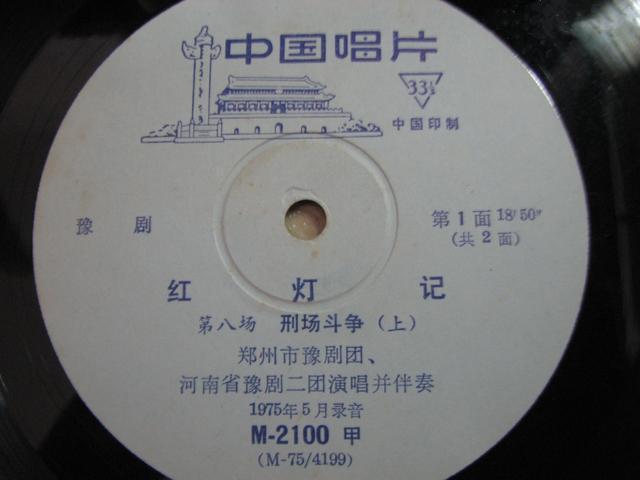 中国唱片
33⅓
中国印制
豫 剧
第1面 18′50″
(共2面)
红 灯 记
第八场 刑场斗争(上)
郑州市豫剧团、
河南省豫剧二团演唱并伴奏
1975年5月录音
M-2100 甲
(M-75/4199)